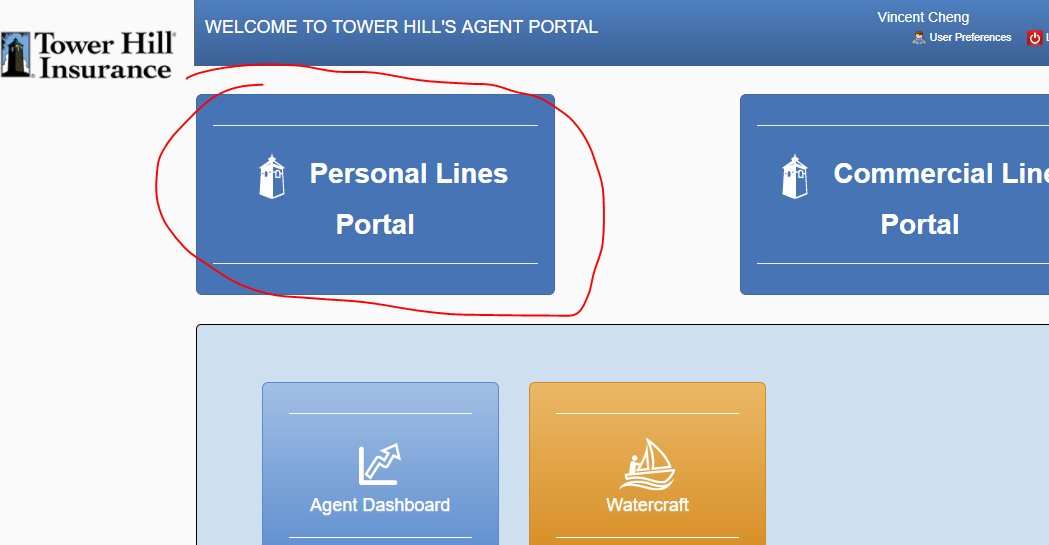 WELCOME TO TOWER HILL'S AGENT PORTAL
Vincent Cheng
User Preferences
Tower Hill
Insurance
Personal Lines
Portal
Commercial Line
Portal
Agent Dashboard
Watercraft